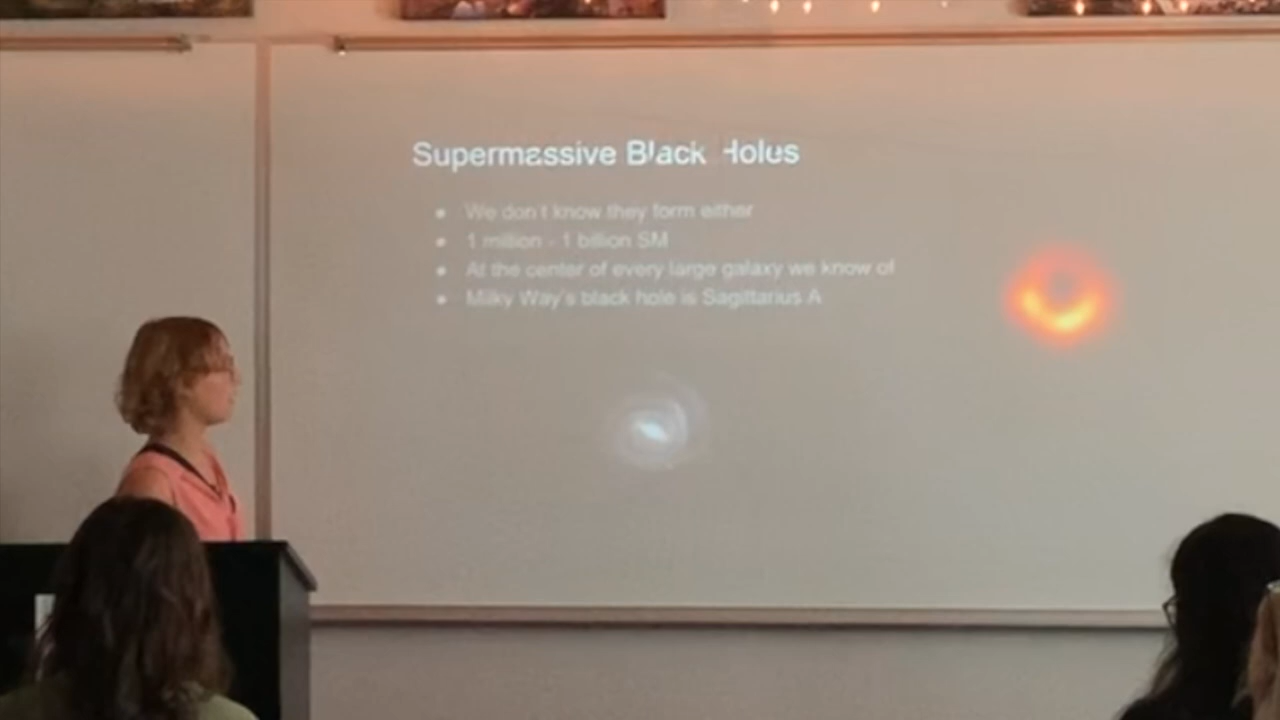 Supermassive Black Holes
We don't know they form either
1 million - 1 billion SM
At the center of every large galaxy we know of
Milky Way's black hole is Sagittarius A